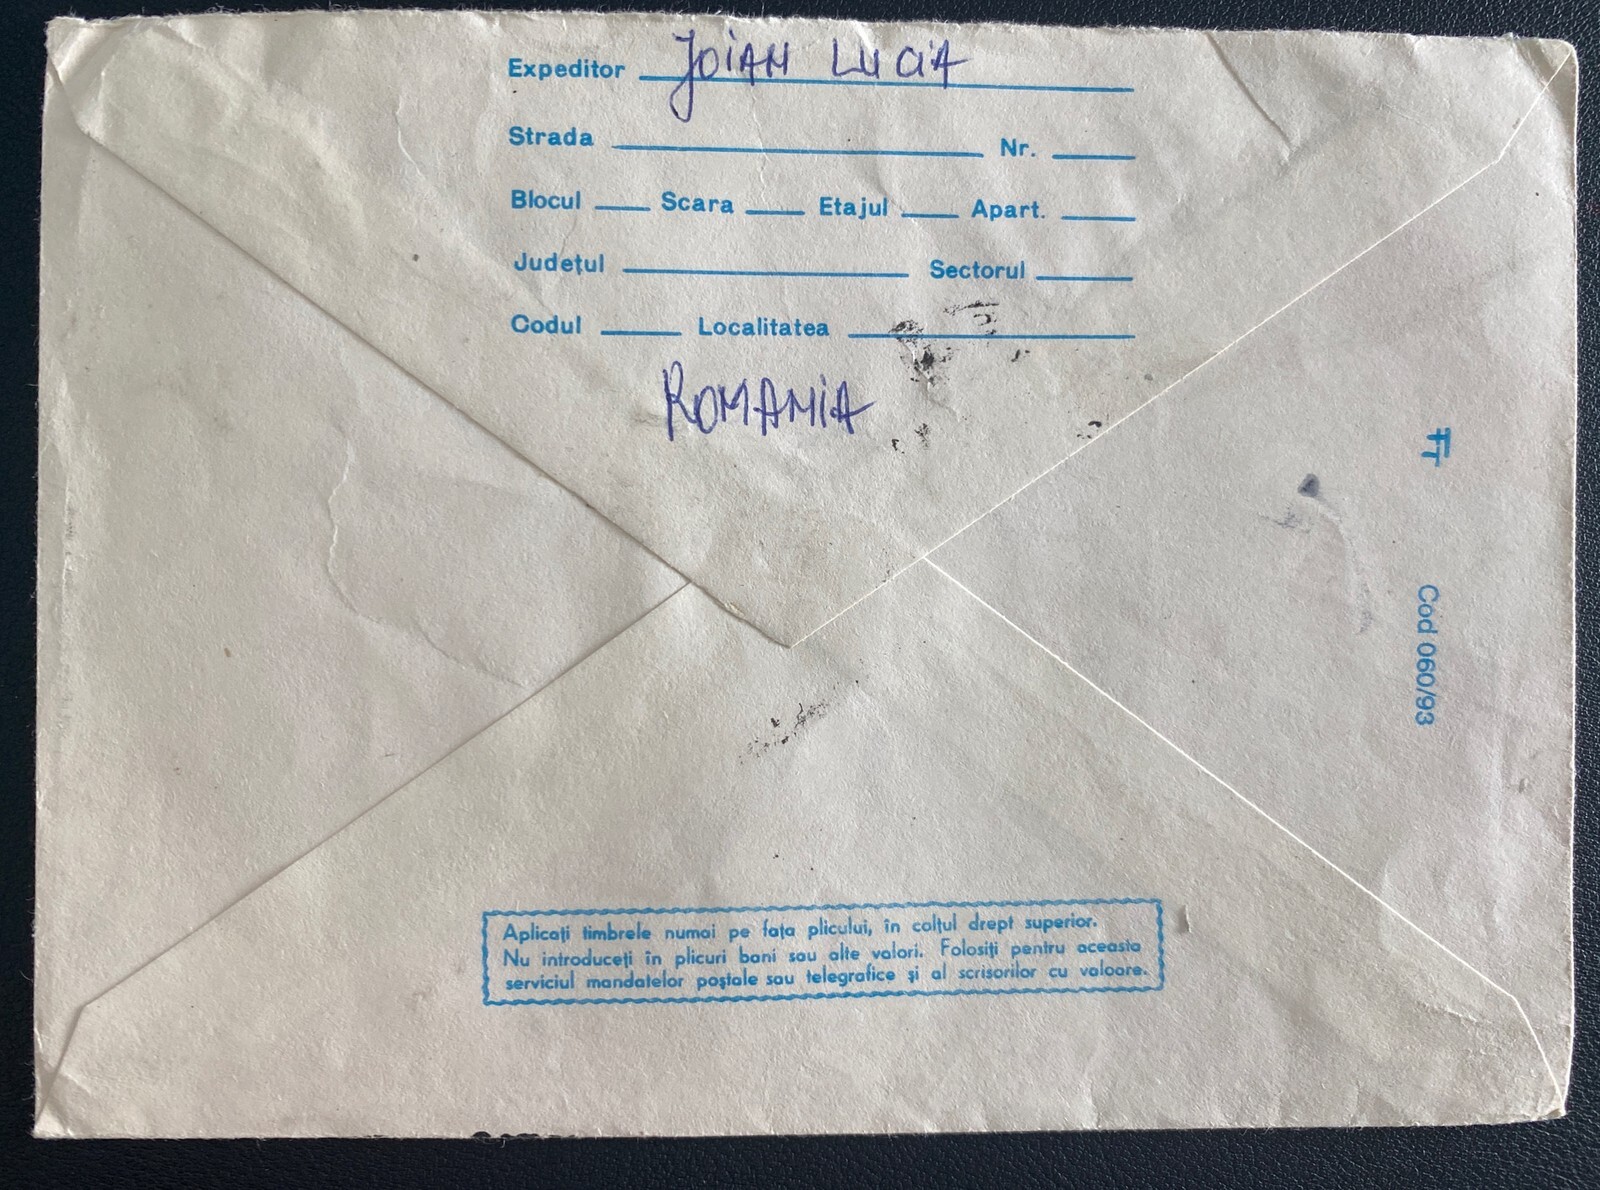 Expeditor JOIAN LUCIA
Strada Nr.
Blocul Scara Etajul Apart.
Județul Sectorul
Codul Localitatea
ROMANIA
Cod 060/93
Aplicați timbrele numai pe fața plicului, în colțul drept superior.
Nu introduceți în plicuri bani sau alte valori. Folosiți pentru aceasta
serviciul mandatelor poștale sau telegrafice și al scrisorilor cu valoare.